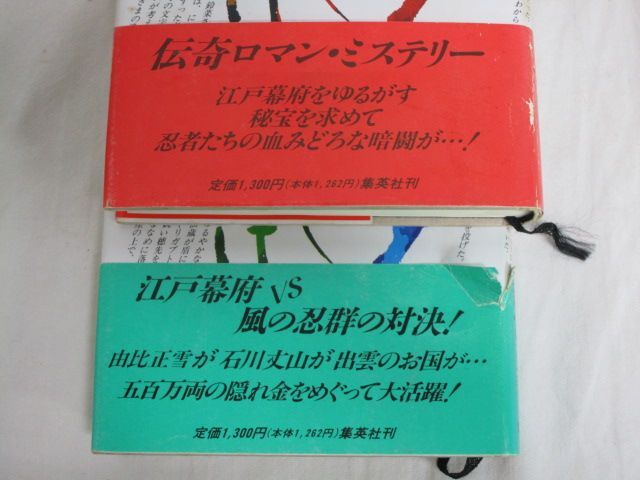 伝奇ロマン・ミステリー
江戸幕府をゆるがす
秘宝を求めて
忍者たちの血みどろな暗闘が…!
定価1,300円(本体1,262円)集英社刊
江戸幕府VS
風の忍群の対決!
由比正雪が石川丈山が出雲のお国が…
五百万両の隠れ金をめぐって大活躍!
定価1,300円(本体1,262円)集英社刊